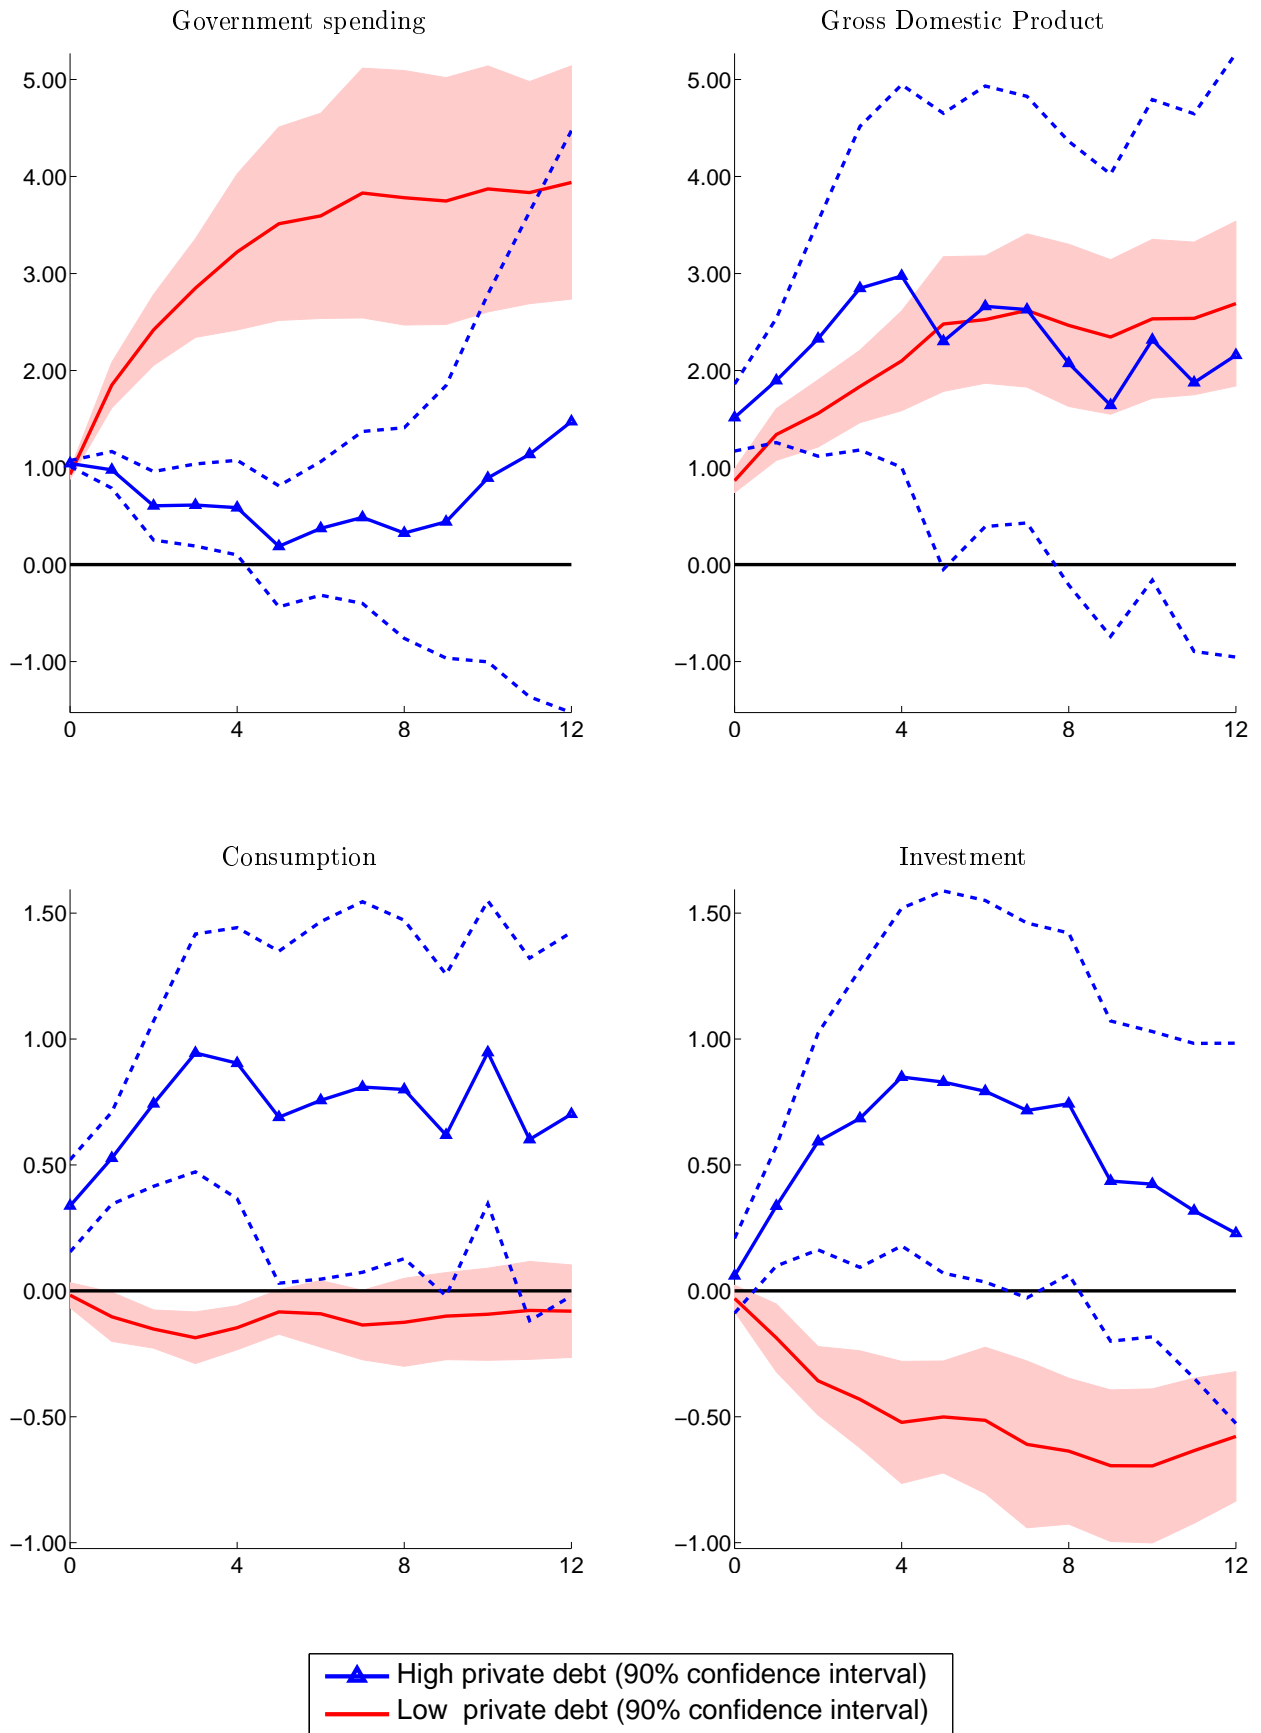 Government spending
5.00
4.00
3.00
2.00
1.00
0.00
−1.00
0 4 8 12
Gross Domestic Product
5.00
4.00
3.00
2.00
1.00
0.00
−1.00
0 4 8 12
Consumption
1.50
1.00
0.50
0.00
−0.50
−1.00
0 4 8 12
Investment
1.50
1.00
0.50
0.00
−0.50
−1.00
0 4 8 12
High private debt (90% confidence interval)
Low private debt (90% confidence interval)